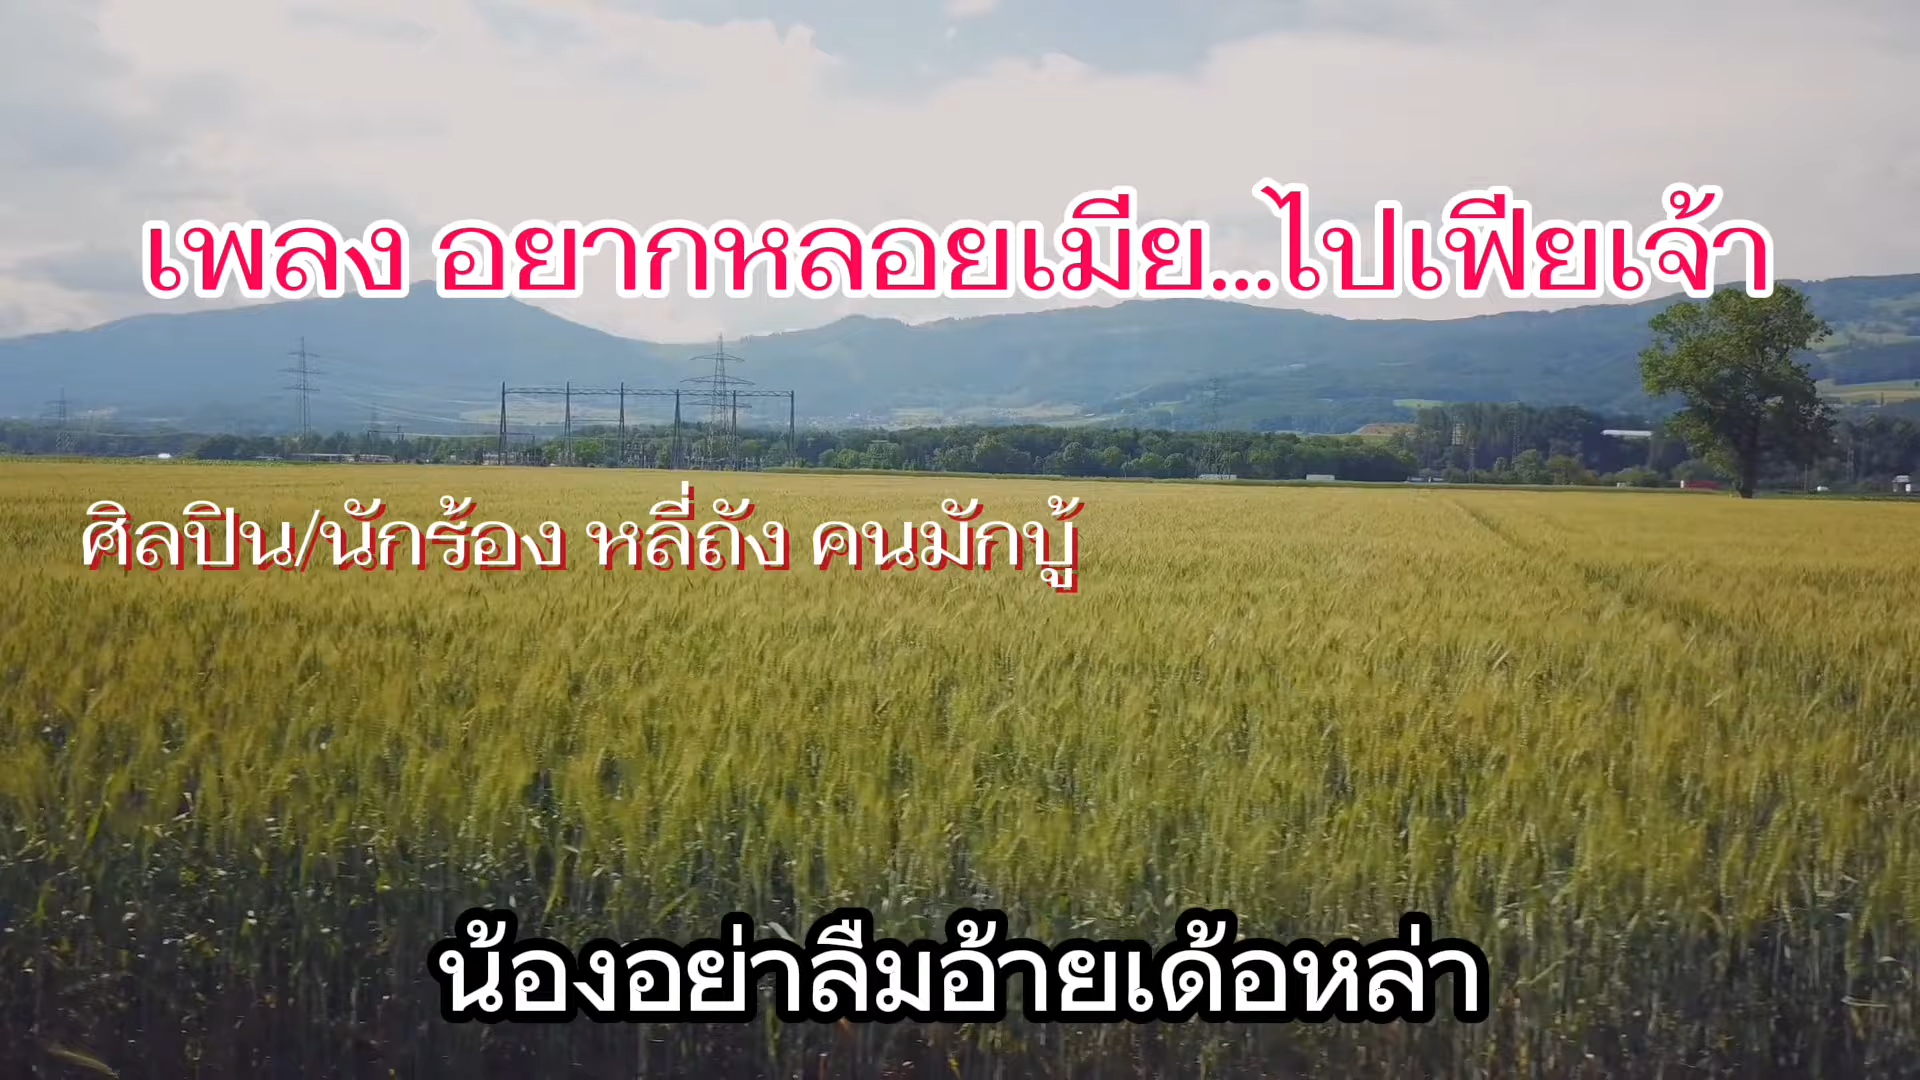 เพลง อยากหลอยเมีย...ไปเฟียเจ้า
ศิลปิน/นักร้อง หลี่ถัง คนมักบู้
น้องอย่าลืมอ้ายเด้อหล่า